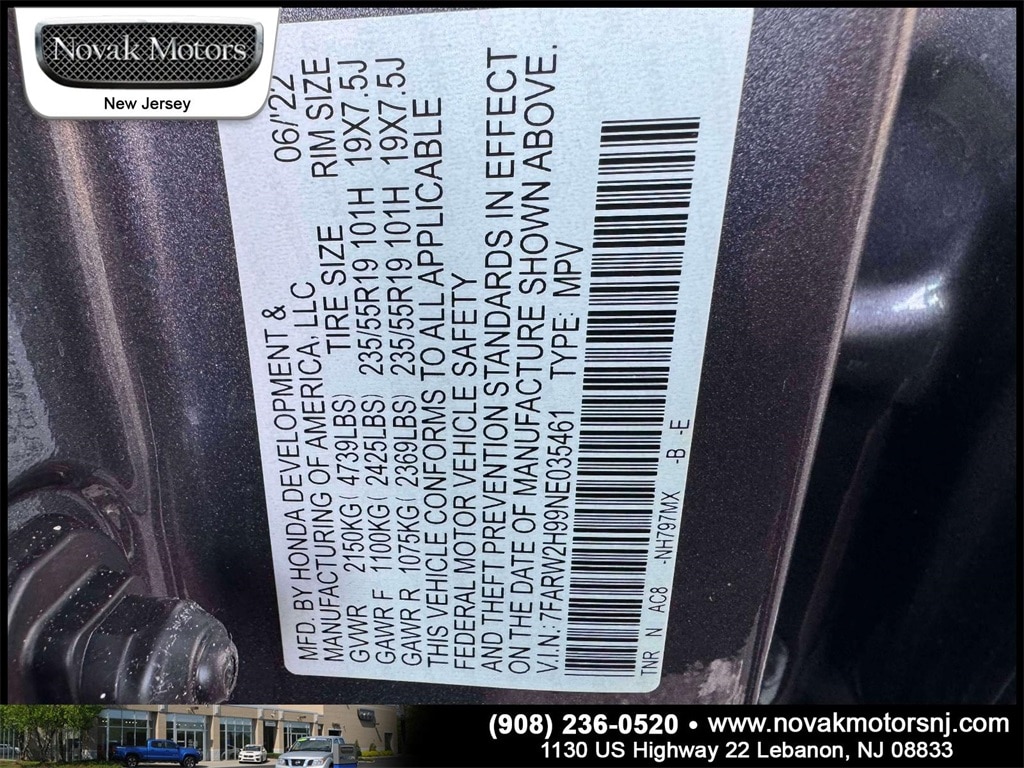 Novak Motors
New Jersey
MFD. BY HONDA DEVELOPMENT & 06/'22
MANUFACTURING OF AMERICA, LLC
TIRE SIZE RIM SIZE
GVWR 2150KG( 4739LBS) 235/55R19 101H 19X7.5J
GAWR F 1100KG( 2425LBS) 235/55R19 101H 19X7.5J
GAWR R 1075KG( 2369LBS)
THIS VEHICLE CONFORMS TO ALL APPLICABLE
FEDERAL MOTOR VEHICLE SAFETY
AND THEFT PREVENTION STANDARDS IN EFFECT
ON THE DATE OF MANUFACTURE SHOWN ABOVE.
V.I.N: 7FARW2H99NE035461 TYPE: MPV
TNR N AC8 -NH797MX -B -E
(908) 236-0520 • www.novakmotorsnj.com
1130 US Highway 22 Lebanon, NJ 08833